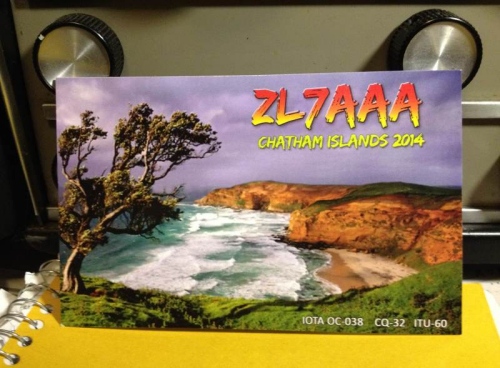 ZL7AAA
CHATHAM ISLANDS 2014
IOTA OC-038 CQ-32 ITU-60